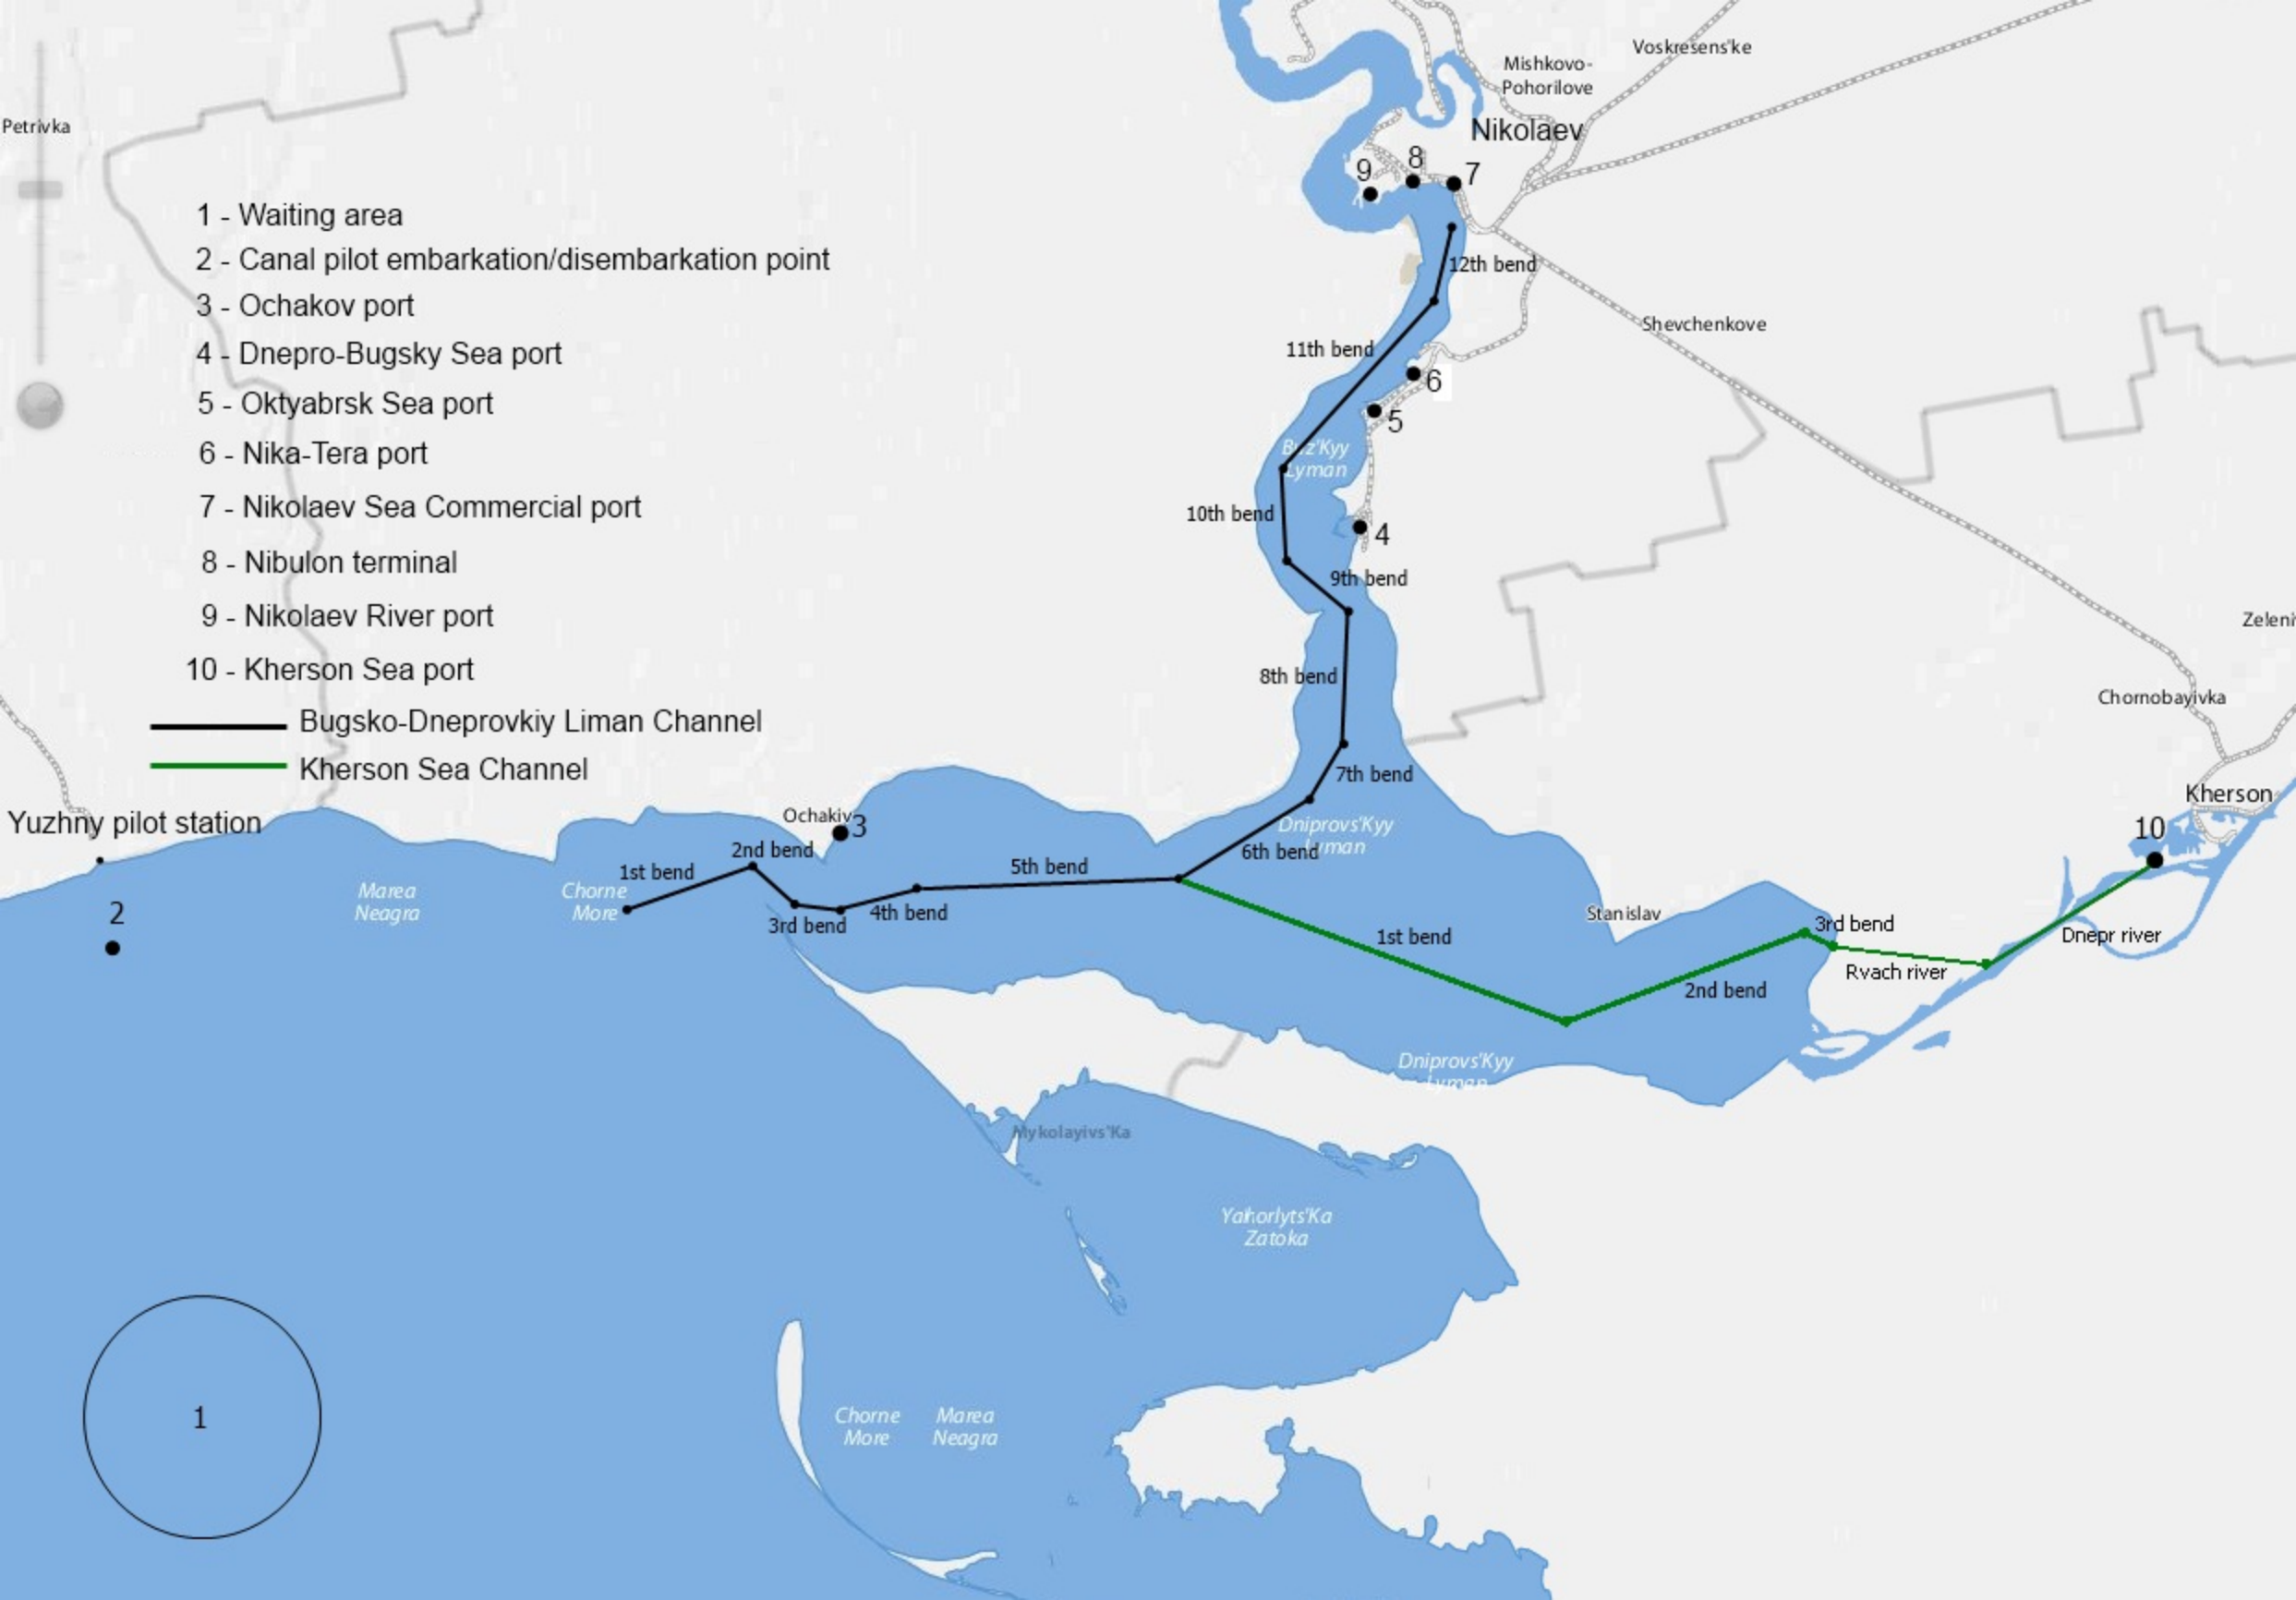 Voskresens'ke
Mishkovo-
Pohorilove
Petrivka
Nikolaev
9
8
7
1 - Waiting area
2 - Canal pilot embarkation/disembarkation point
12th bend
3 - Ochakov port
Shevchenkove
4 - Dnepro-Bugsky Sea port
11th bend
6
5 - Oktyabrsk Sea port
5
6 - Nika-Tera port
Buz'Kyy
Lyman
7 - Nikolaev Sea Commercial port
10th bend
4
8 - Nibulon terminal
9th bend
9 - Nikolaev River port
10 - Kherson Sea port
8th bend
Chornobayivka
Bugsko-Dneprovkiy Liman Channel
Kherson Sea Channel
7th bend
Kherson
Yuzhny pilot station
Ochakiv
3
Dniprovs'Kyy
Lyman
10
2nd bend
6th bend
1st bend
5th bend
Marea
Neagra
Chorne
More
2
3rd bend
4th bend
Stanislav
1st bend
3rd bend
Dnepr river
Rvach river
2nd bend
Dniprovs'Kyy
Lyman
Mykolayivs'Ka
Yahorlyts'Ka
Zatoka
1
Chorne
More
Marea
Neagra